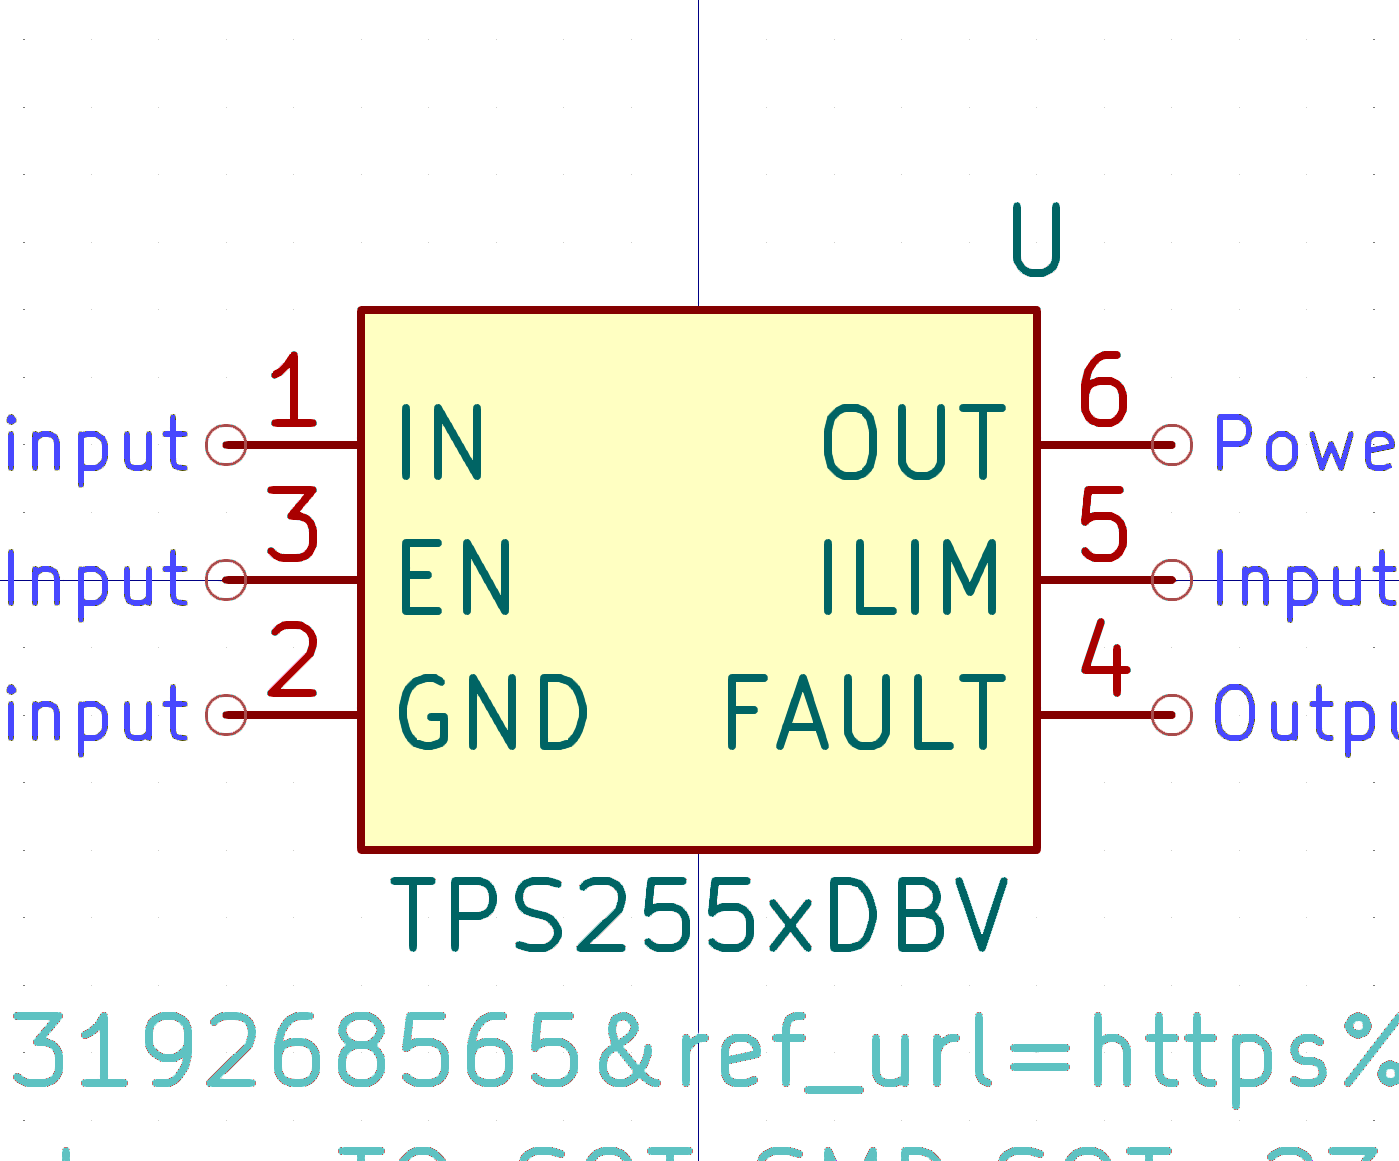 U
1 6
input IN OUT Powe
3 5
Input EN ILIM Input
2 4
input GND FAULT Outpu
TPS255xDBV
319268565&ref_url=https%